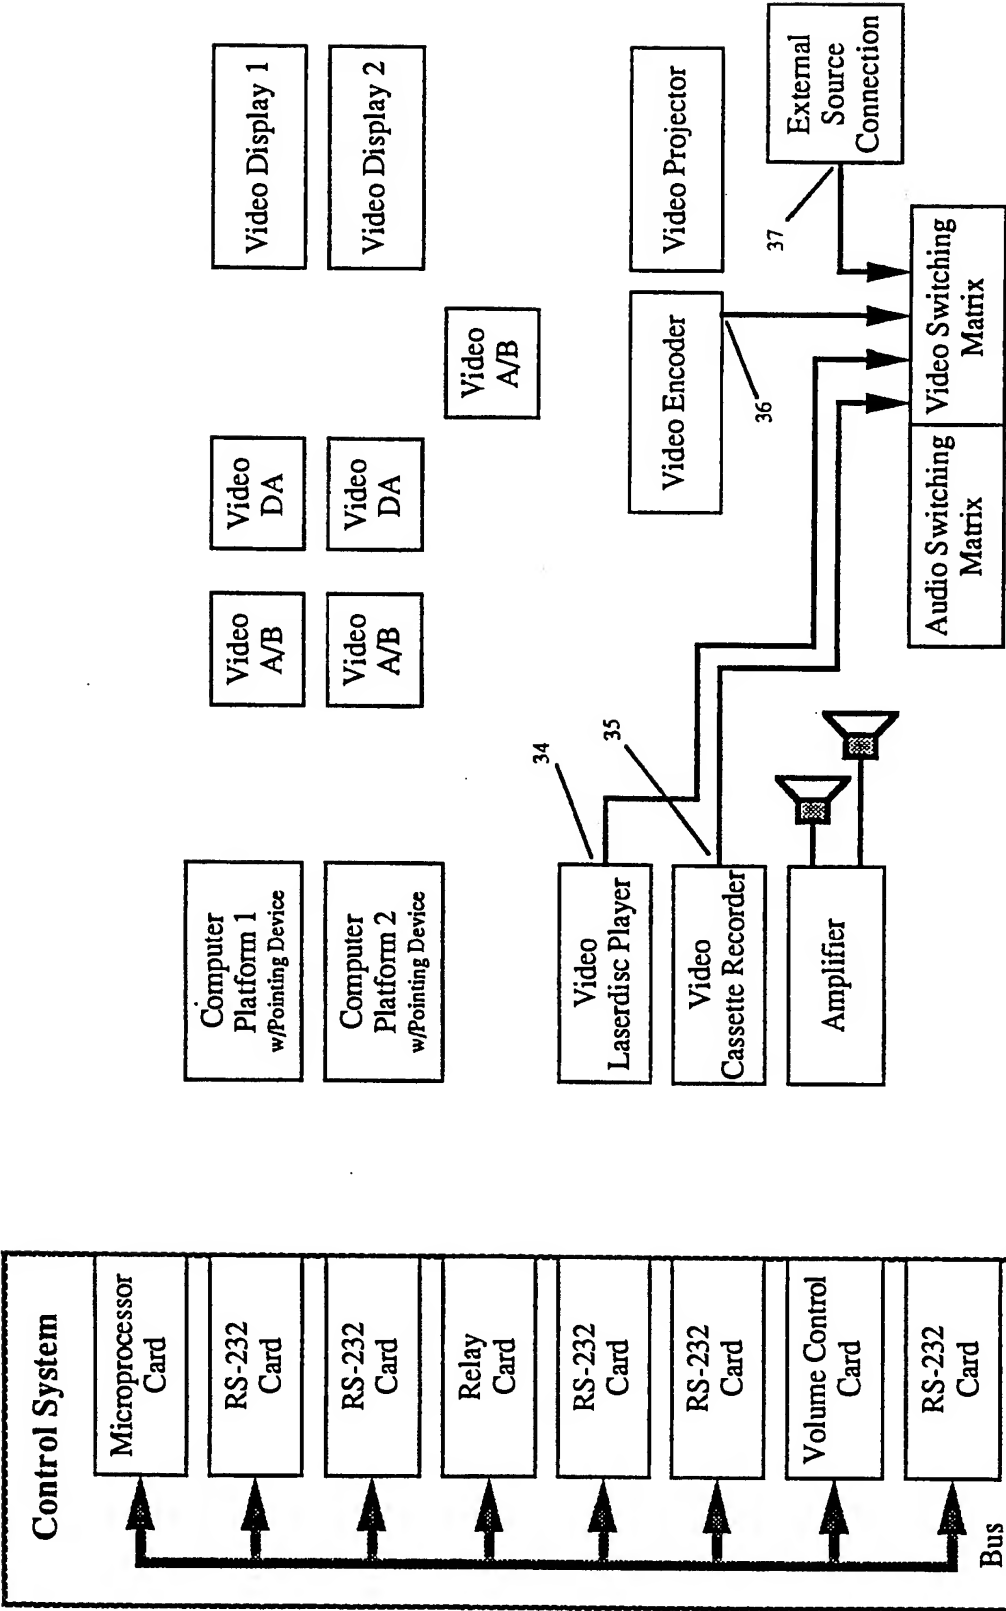 Control System
Microprocessor
Card
RS-232
Card
RS-232
Card
Relay
Card
RS-232
Card
RS-232
Card
Volume Control
Card
RS-232
Card
Bus
Computer
Platform 1
w/Pointing Device
Computer
Platform 2
w/Pointing Device
Video
Laserdisc Player
Video
Cassette Recorder
Amplifier
34
35
Video
A/B
Video
A/B
Video
DA
Video
DA
Video
A/B
Video Display 1
Video Display 2
Video Encoder
Video Projector
36
37
External
Source
Connection
Audio Switching
Matrix
Video Switching
Matrix